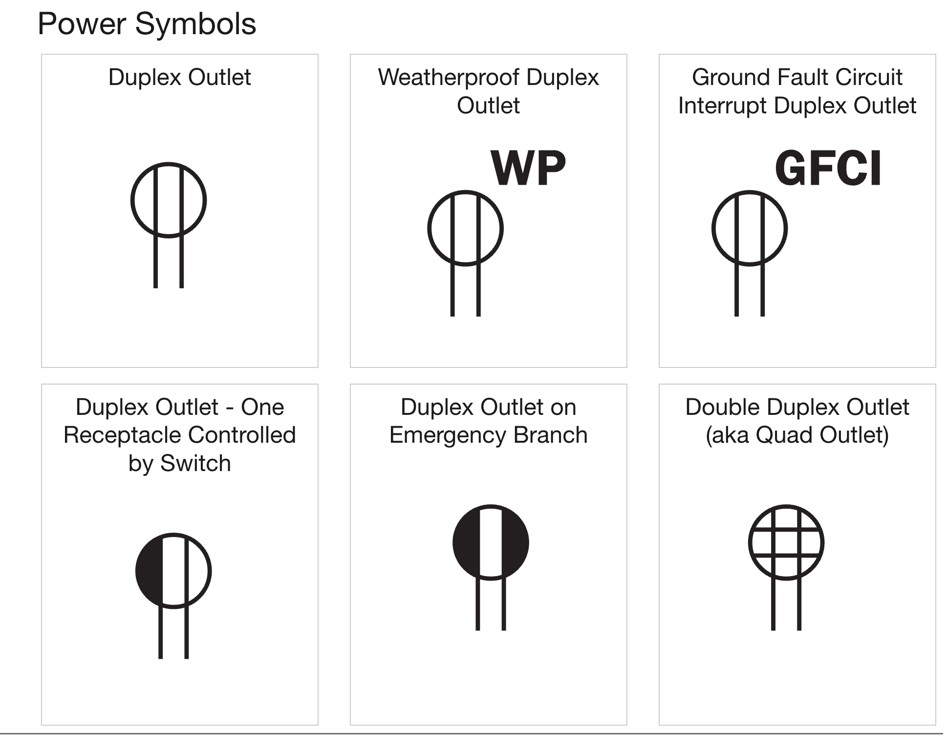 Power Symbols
Duplex Outlet
Weatherproof Duplex
Outlet
WP
Ground Fault Circuit
Interrupt Duplex Outlet
GFCI
Duplex Outlet - One
Receptacle Controlled
by Switch
Duplex Outlet on
Emergency Branch
Double Duplex Outlet
(aka Quad Outlet)